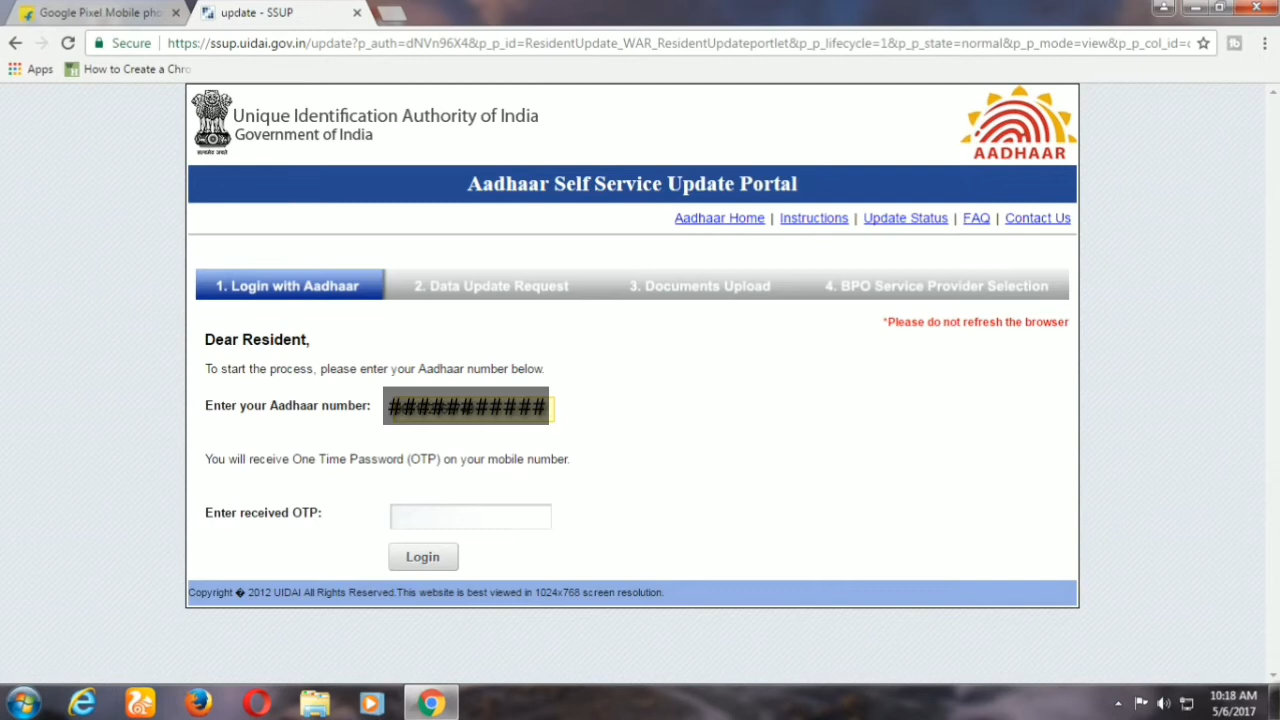 Google Pixel Mobile pho
update - SSUP
Secure
https://ssup.uidai.gov.in/update?p_auth=dNVn96X4&p_p_id=ResidentUpdate_WAR_ResidentUpdateportlet&p_p_lifecycle=1&p_p_state=normal&p_p_mode=view&p_p_col_id=c
Apps
How to Create a Chro
Unique Identification Authority of India
Government of India
सत्यमेव जयते
AADHAAR
Aadhaar Self Service Update Portal
Aadhaar Home | Instructions | Update Status | FAQ | Contact Us
1. Login with Aadhaar
2. Data Update Request
3. Documents Upload
4. BPO Service Provider Selection
*Please do not refresh the browser
Dear Resident,
To start the process, please enter your Aadhaar number below.
Enter your Aadhaar number: ###########
You will receive One Time Password (OTP) on your mobile number.
Enter received OTP:
Login
Copyright � 2012 UIDAI All Rights Reserved.This website is best viewed in 1024x768 screen resolution.
10:18 AM
5/6/2017